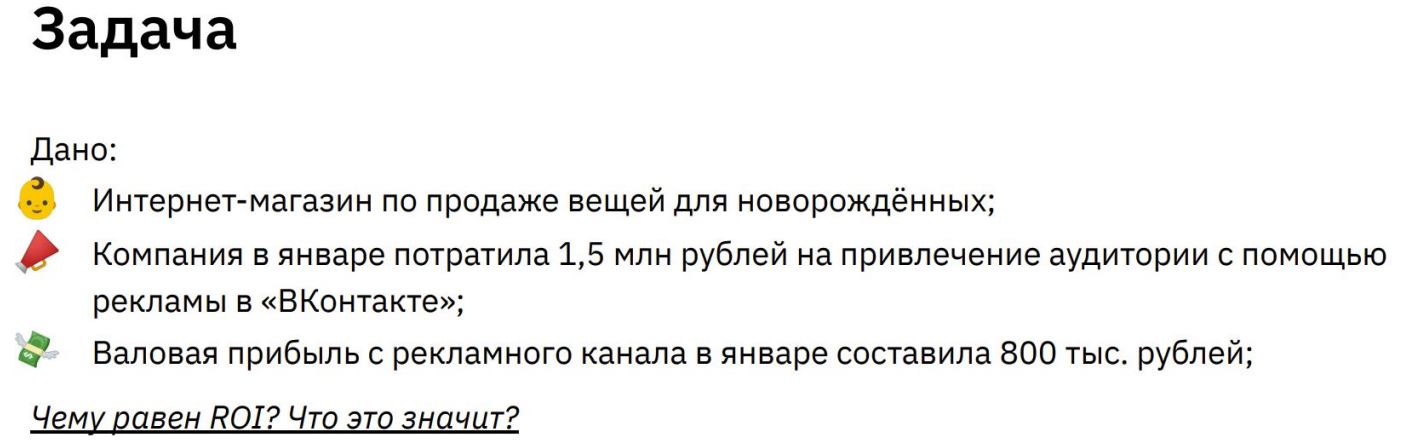 Задача
Дано:
Интернет-магазин по продаже вещей для новорождённых;
Компания в январе потратила 1,5 млн рублей на привлечение аудитории с помощью
рекламы в «ВКонтакте»;
Валовая прибыль с рекламного канала в январе составила 800 тыс. рублей;
Чему равен ROI? Что это значит?